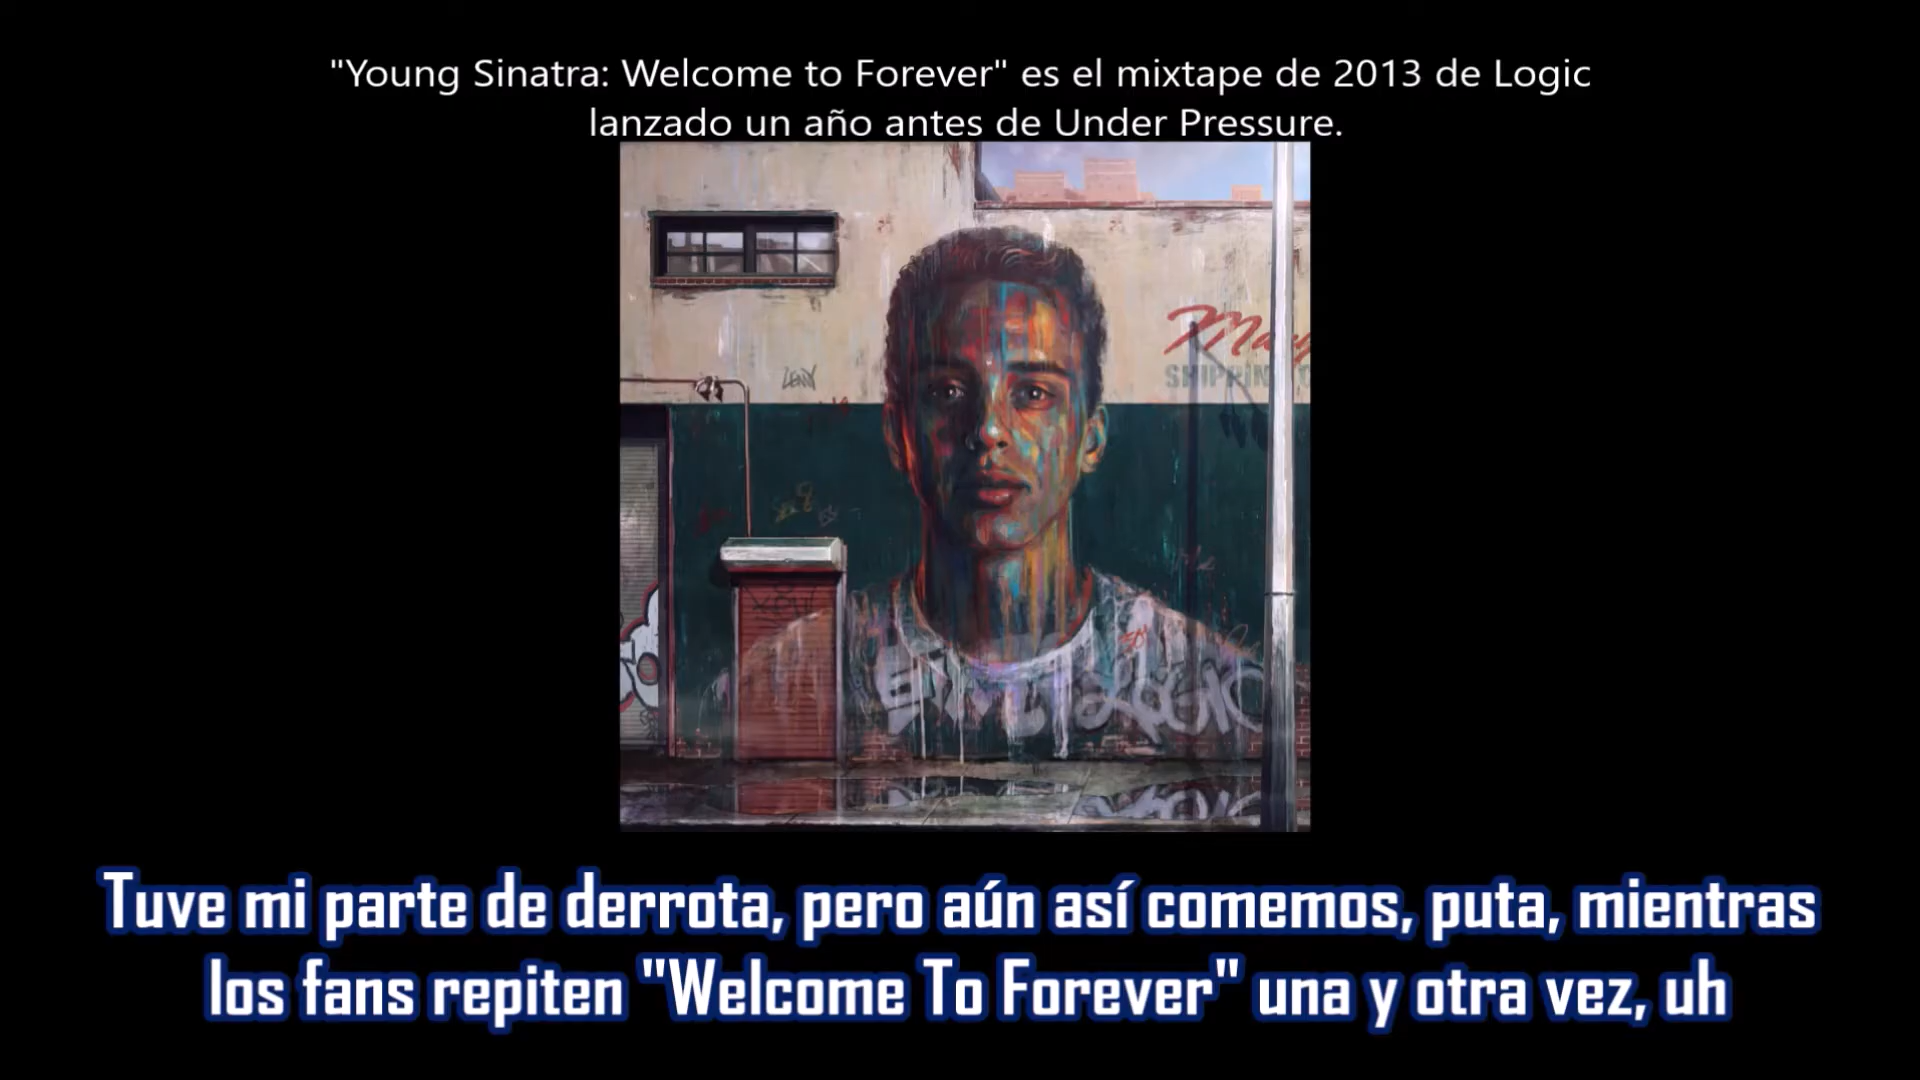 "Young Sinatra: Welcome to Forever" es el mixtape de 2013 de Logic
lanzado un año antes de Under Pressure.
LOGIC
Tuve mi parte de derrota, pero aún así comemos, puta, mientras
los fans repiten "Welcome To Forever" una y otra vez, uh